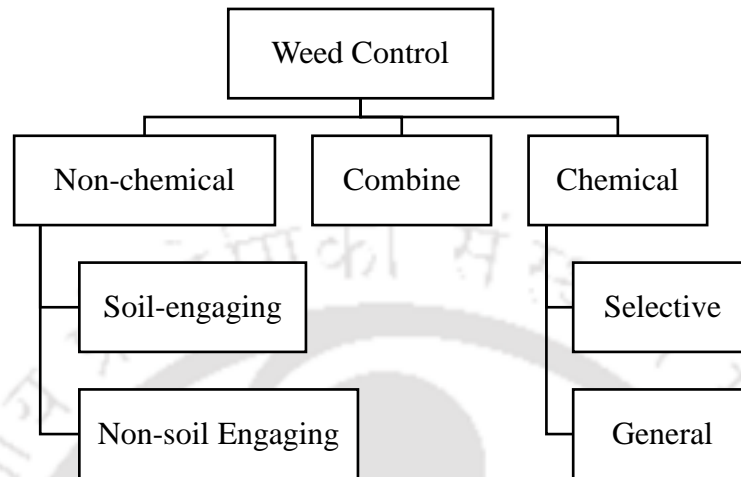 Weed Control
Non-chemical
Combine
Chemical
Soil-engaging
Selective
Non-soil Engaging
General